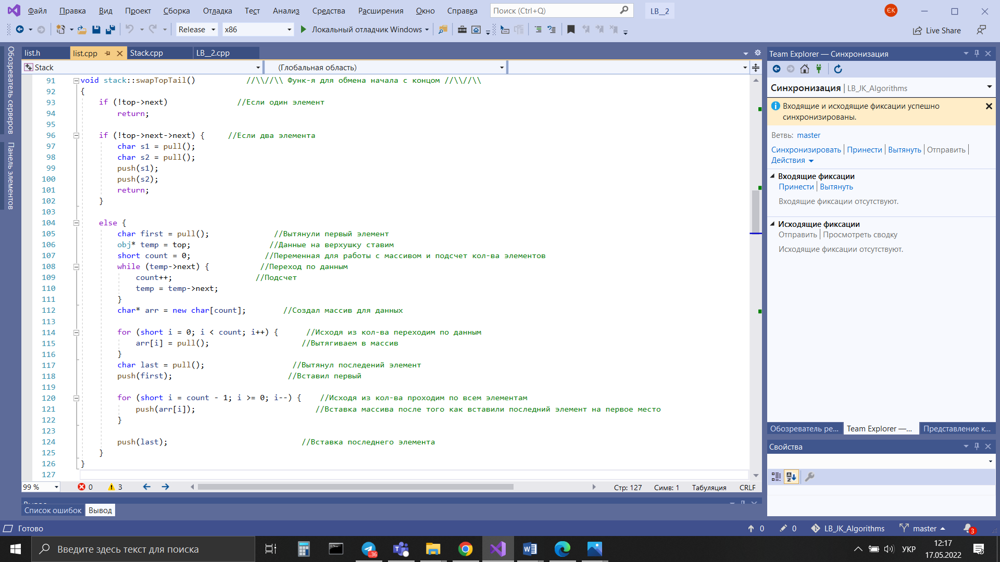 Файл Правка Вид Проект Сборка Отладка Тест Анализ Средства Расширения Окно Справка Поиск (Ctrl+Q) LB__2 ЄК
Release x86 Локальный отладчик Windows Live Share
Обозреватель серверов
Панель элементов
list.h list.cpp Stack.cpp LB__2.cpp
Stack (Глобальная область)
91 void stack::swapTopTail() //\\//\\ Функ-я для обмена начала с концом //\\//\\
92 {
93 if (!top->next) //Если один элемент
94 return;
95
96 if (!top->next->next) { //Если два элемента
97 char s1 = pull();
98 char s2 = pull();
99 push(s1);
100 push(s2);
101 return;
102 }
103
104 else {
105 char first = pull(); //Вытянули первый элемент
106 obj* temp = top; //Данные на верхушку ставим
107 short count = 0; //Переменная для работы с массивом и подсчет кол-ва элементов
108 while (temp->next) { //Переход по данным
109 count++; //Подсчет
110 temp = temp->next;
111 }
112 char* arr = new char[count]; //Создал массив для данных
113
114 for (short i = 0; i < count; i++) { //Исходя из кол-ва переходим по данным
115 arr[i] = pull(); //Вытягиваем в массив
116 }
117 char last = pull(); //Вытянул последений элемент
118 push(first); //Вставил первый
119
120 for (short i = count - 1; i >= 0; i--) { //Исходя из кол-ва проходим по всем элементам
121 push(arr[i]); //Вставка массива после того как вставили последний элемент на первое место
122 }
123
124 push(last); //Вставка последнего элемента
125 }
126 }
127
99 % 0 3 Стр: 127 Симв: 1 Табуляция CRLF
Список ошибок Вывод
Team Explorer — Синхронизация
Синхронизация | LB_JK_Algorithms
Входящие и исходящие фиксации успешно
синхронизированы.
Ветвь: master
Синхронизировать | Принести | Вытянуть | Отправить |
Действия
Входящие фиксации
Принести | Вытянуть
Входящие фиксации отсутствуют.
Исходящие фиксации
Отправить | Просмотреть сводку
Исходящие фиксации отсутствуют.
Обозреватель ре... Team Explorer —... Представление к...
Свойства
Готово 0 0 LB_JK_Algorithms master 3
Введите здесь текст для поиска ..36 УКР 12:17
17.05.2022